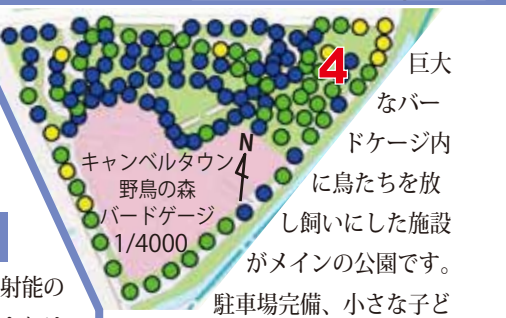 4
N
キャンベルタウン
野鳥の森
バードゲージ
1/4000
巨大
なバー
ドケージ内
に鳥たちを放
し飼いにした施設
がメインの公園です。
駐車場完備、小さな子ど
射能の